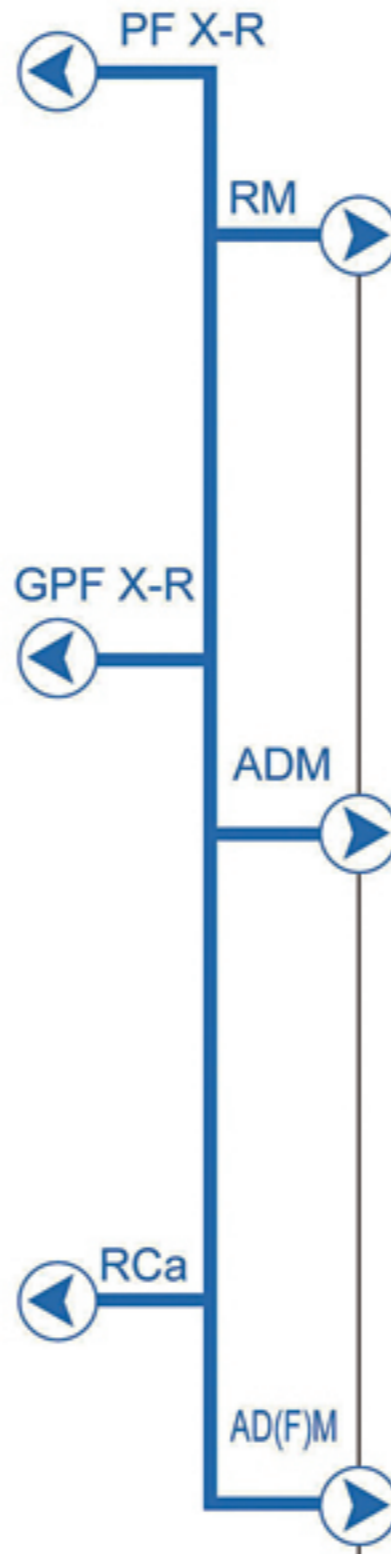 PF X-R
RM
GPF X-R
ADM
RCa
AD(F)M